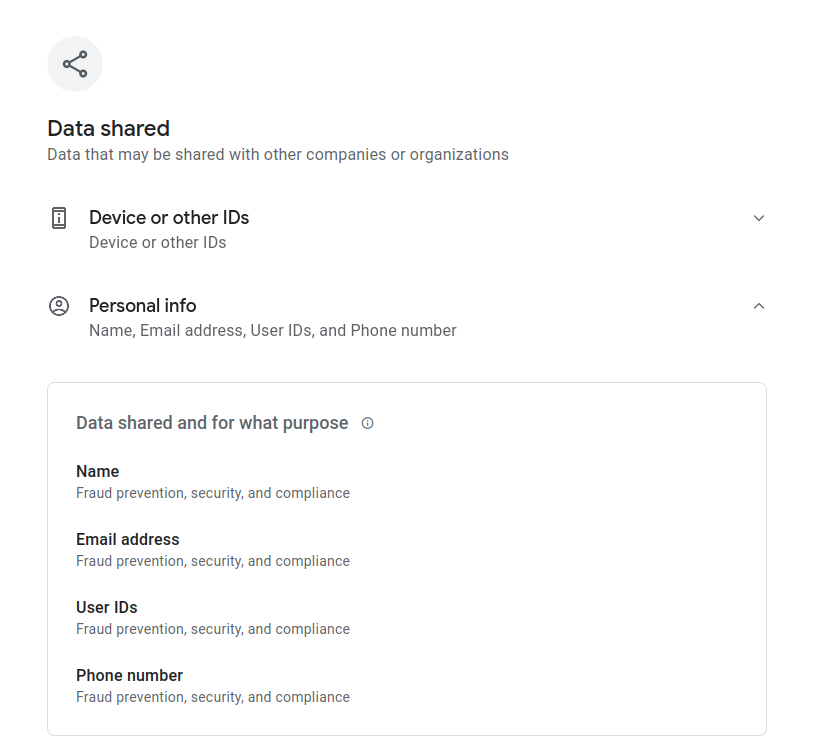 Data shared
Data that may be shared with other companies or organizations
Device or other IDs
Device or other IDs
Personal info
Name, Email address, User IDs, and Phone number
Data shared and for what purpose
Name
Fraud prevention, security, and compliance
Email address
Fraud prevention, security, and compliance
User IDs
Fraud prevention, security, and compliance
Phone number
Fraud prevention, security, and compliance